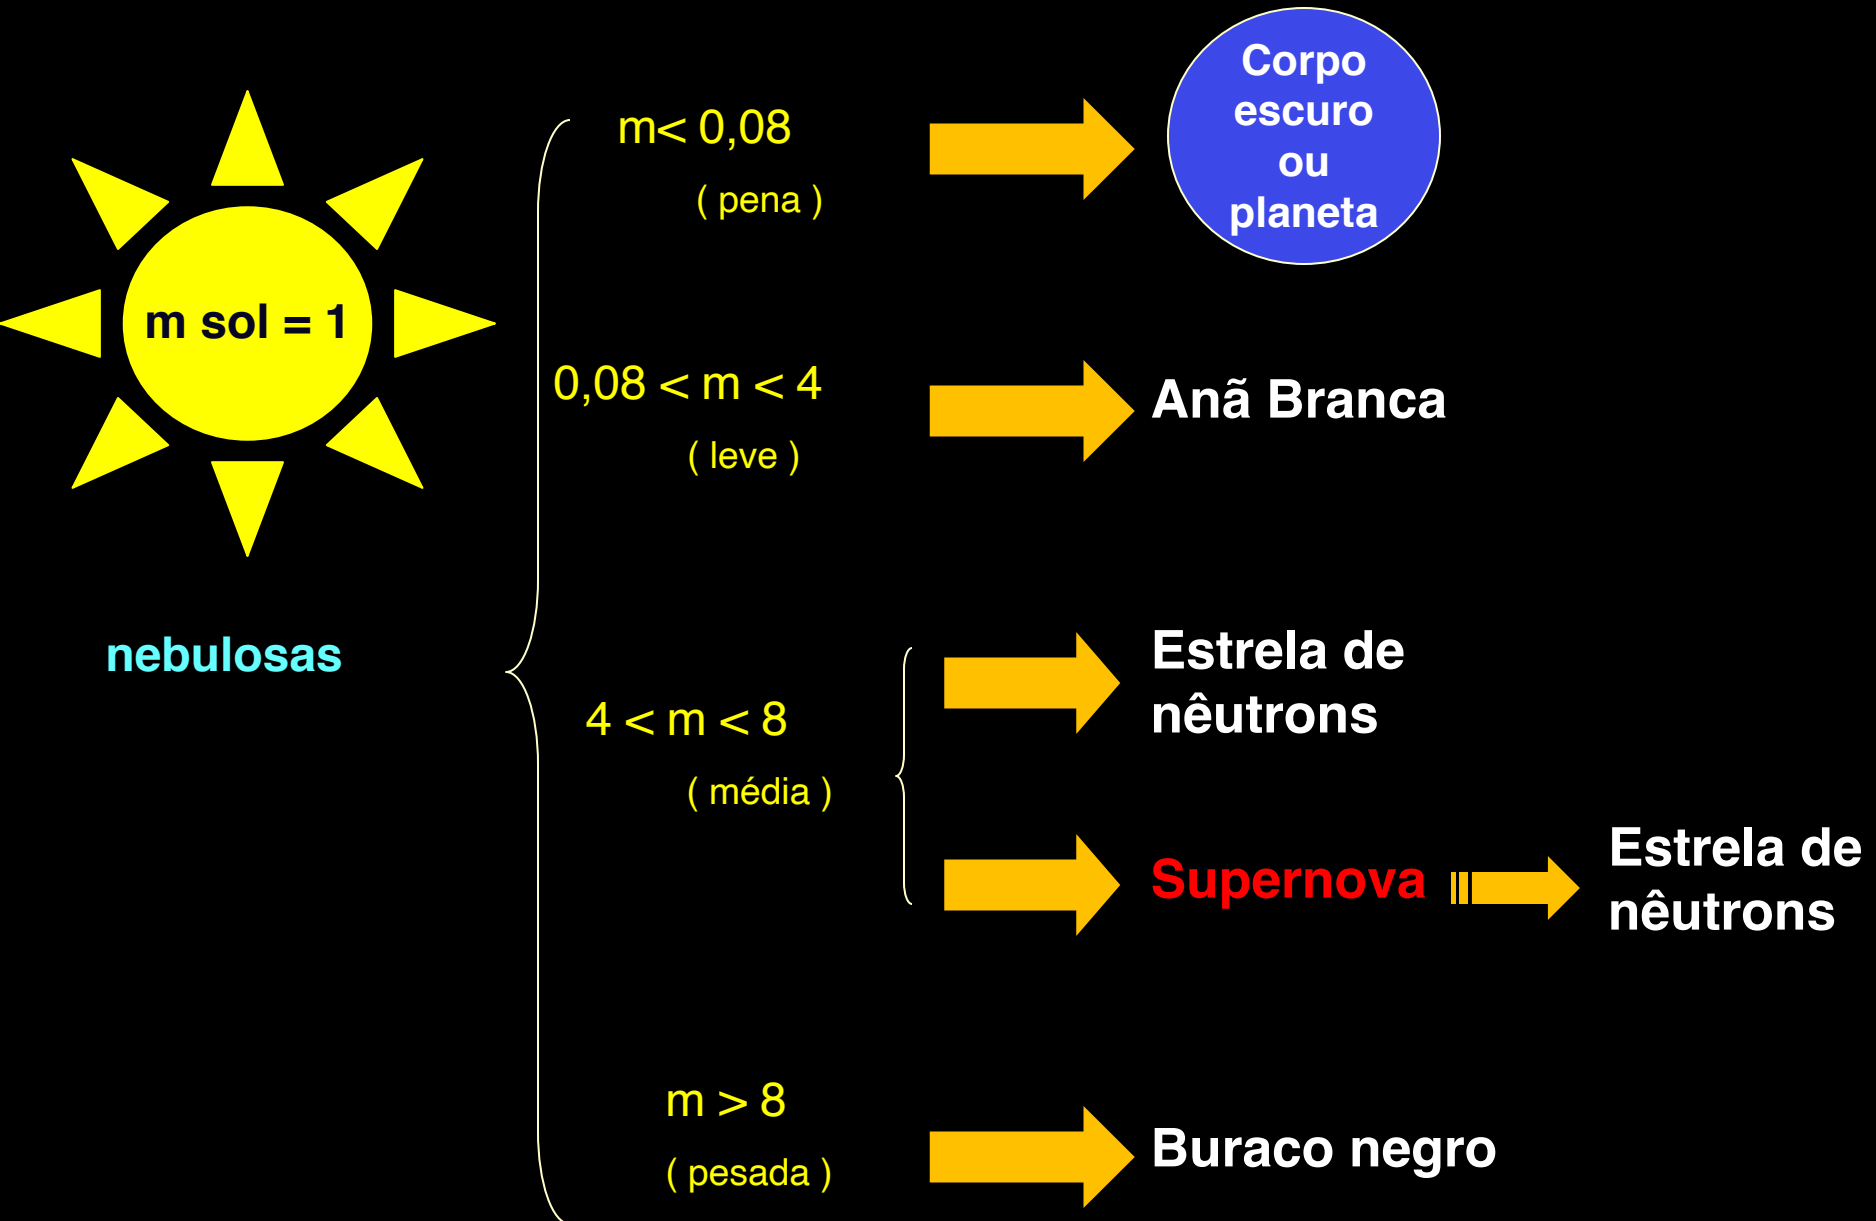 m sol = 1
nebulosas
m< 0,08
( pena )
Corpo
escuro
ou
planeta
0,08 < m < 4
( leve )
Anã Branca
4 < m < 8
( média )
Estrela de
nêutrons
Supernova
Estrela de
nêutrons
m > 8
( pesada )
Buraco negro